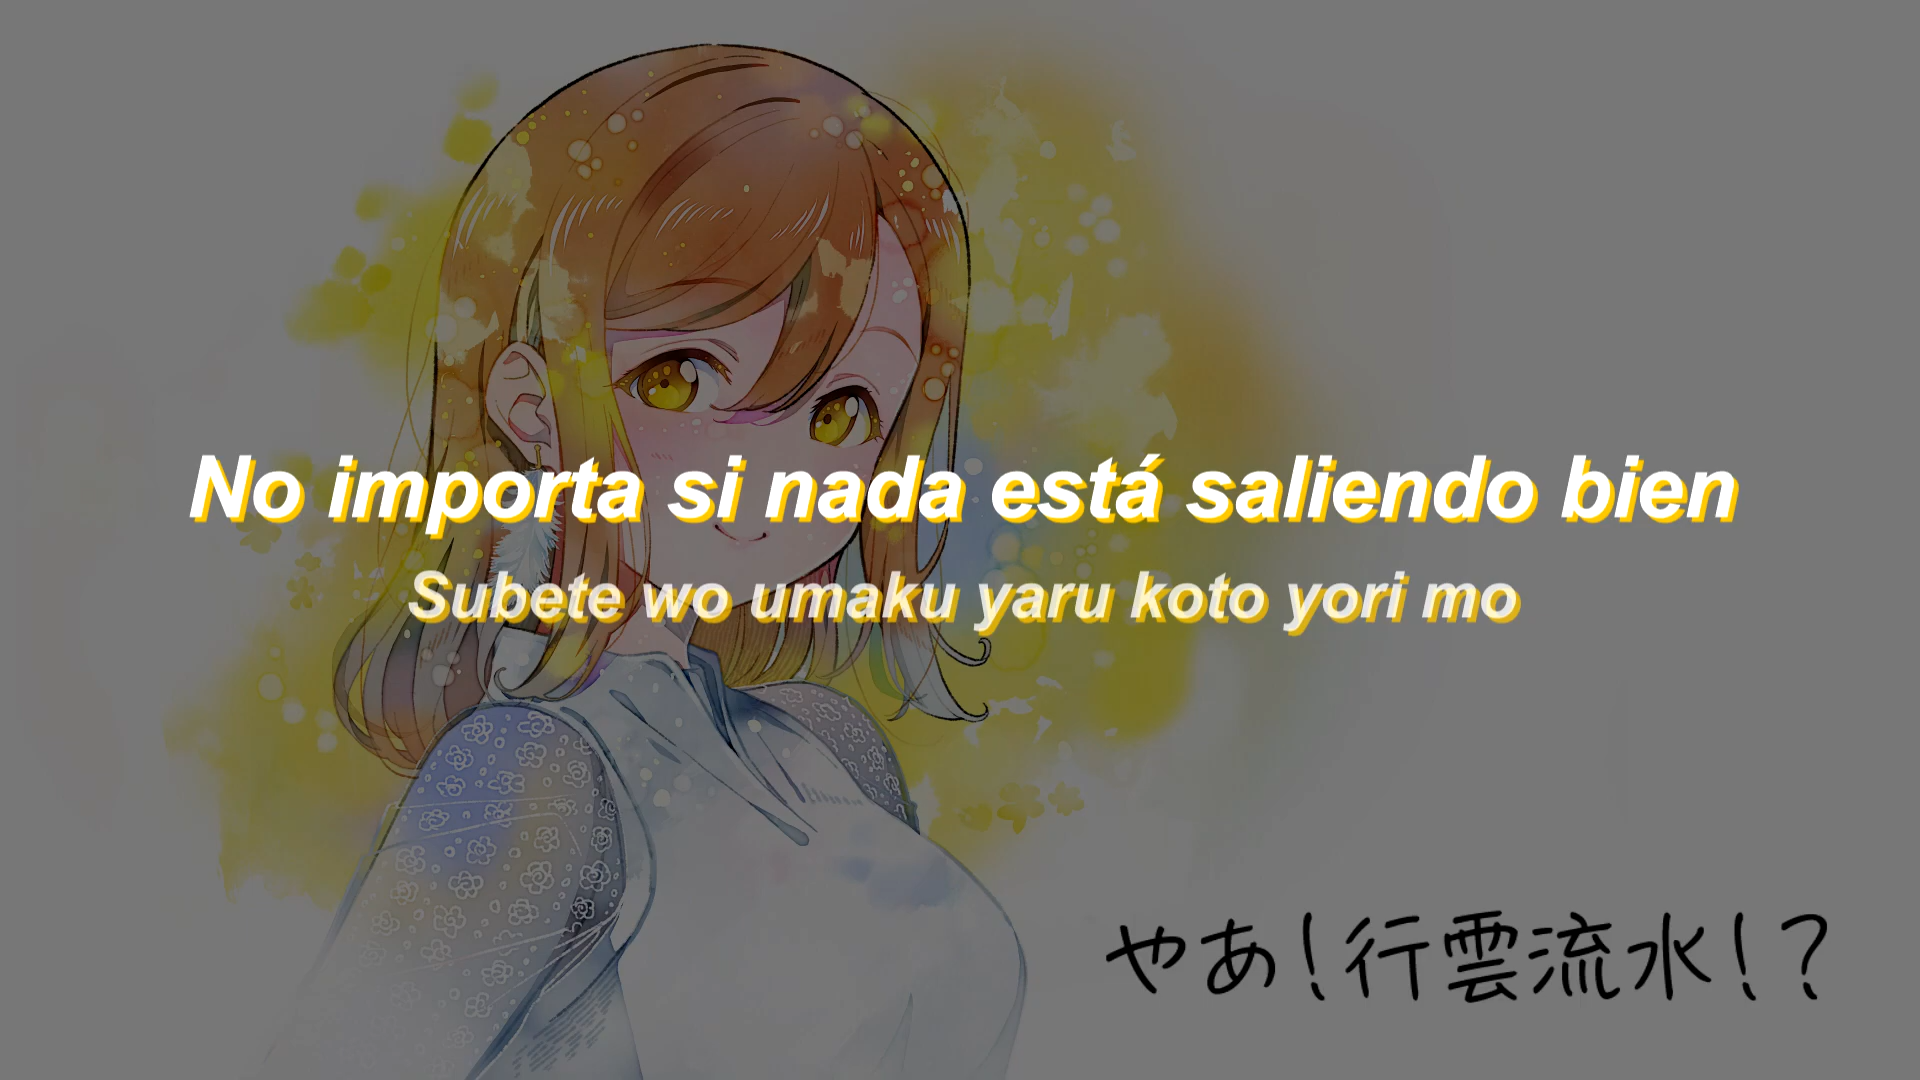 No importa si nada está saliendo bien
Subete wo umaku yaru koto yori mo
やあ！行雲流水！？